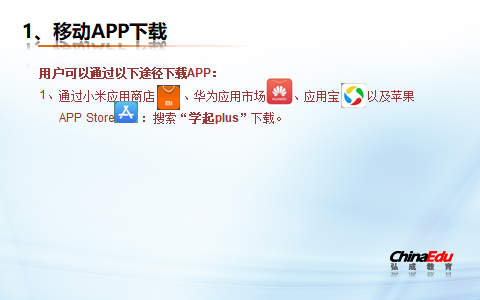 1、移动APP下载
用户可以通过以下途径下载APP：
1、通过小米应用商店、华为应用市场、应用宝以及苹果
APP Store：搜索“学起plus”下载。
ChinaEdu
弘成教育